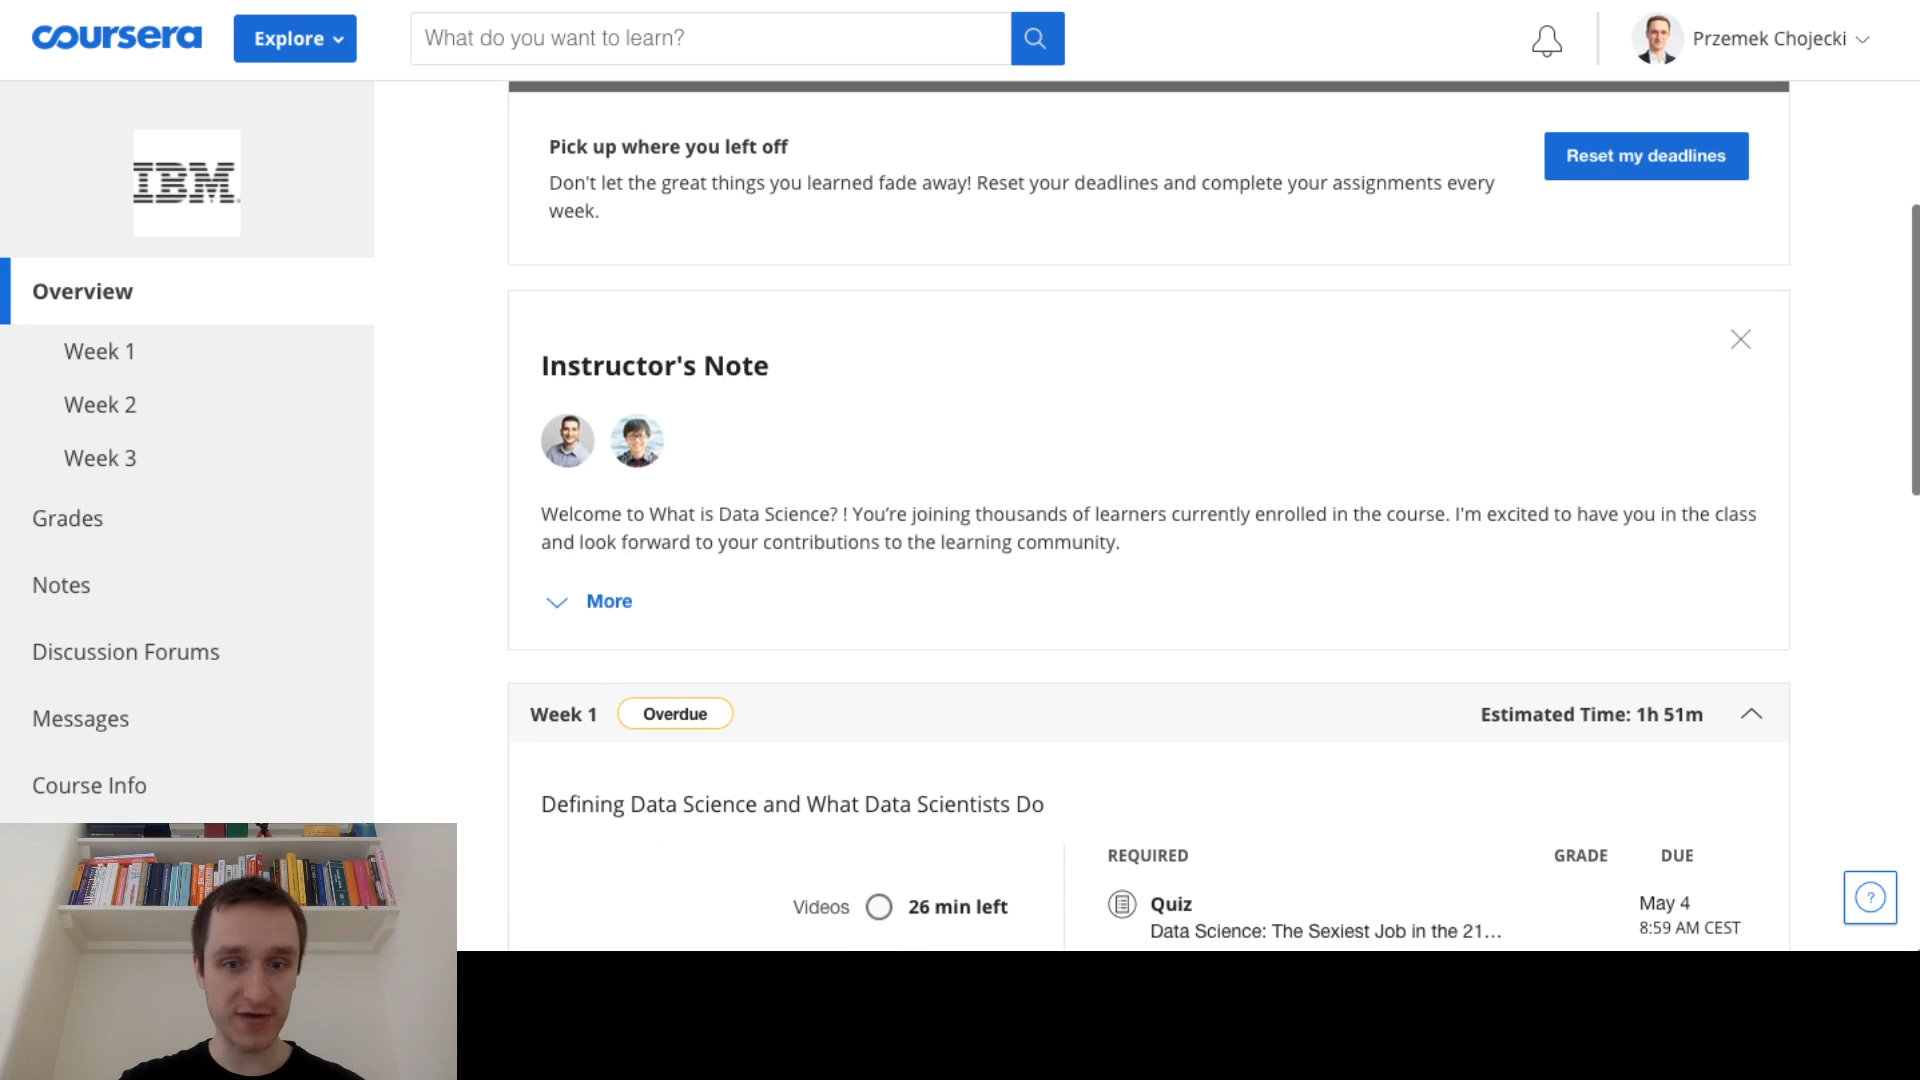 coursera
Explore
What do you want to learn?
Przemek Chojecki
IBM
Overview
Week 1
Week 2
Week 3
Grades
Notes
Discussion Forums
Messages
Course Info
Pick up where you left off
Don't let the great things you learned fade away! Reset your deadlines and complete your assignments every
week.
Reset my deadlines
Instructor's Note
Welcome to What is Data Science? ! You’re joining thousands of learners currently enrolled in the course. I'm excited to have you in the class
and look forward to your contributions to the learning community.
More
Week 1 Overdue Estimated Time: 1h 51m
Defining Data Science and What Data Scientists Do
Videos 26 min left
REQUIRED GRADE DUE
Quiz May 4
Data Science: The Sexiest Job in the 21... 8:59 AM CEST
?